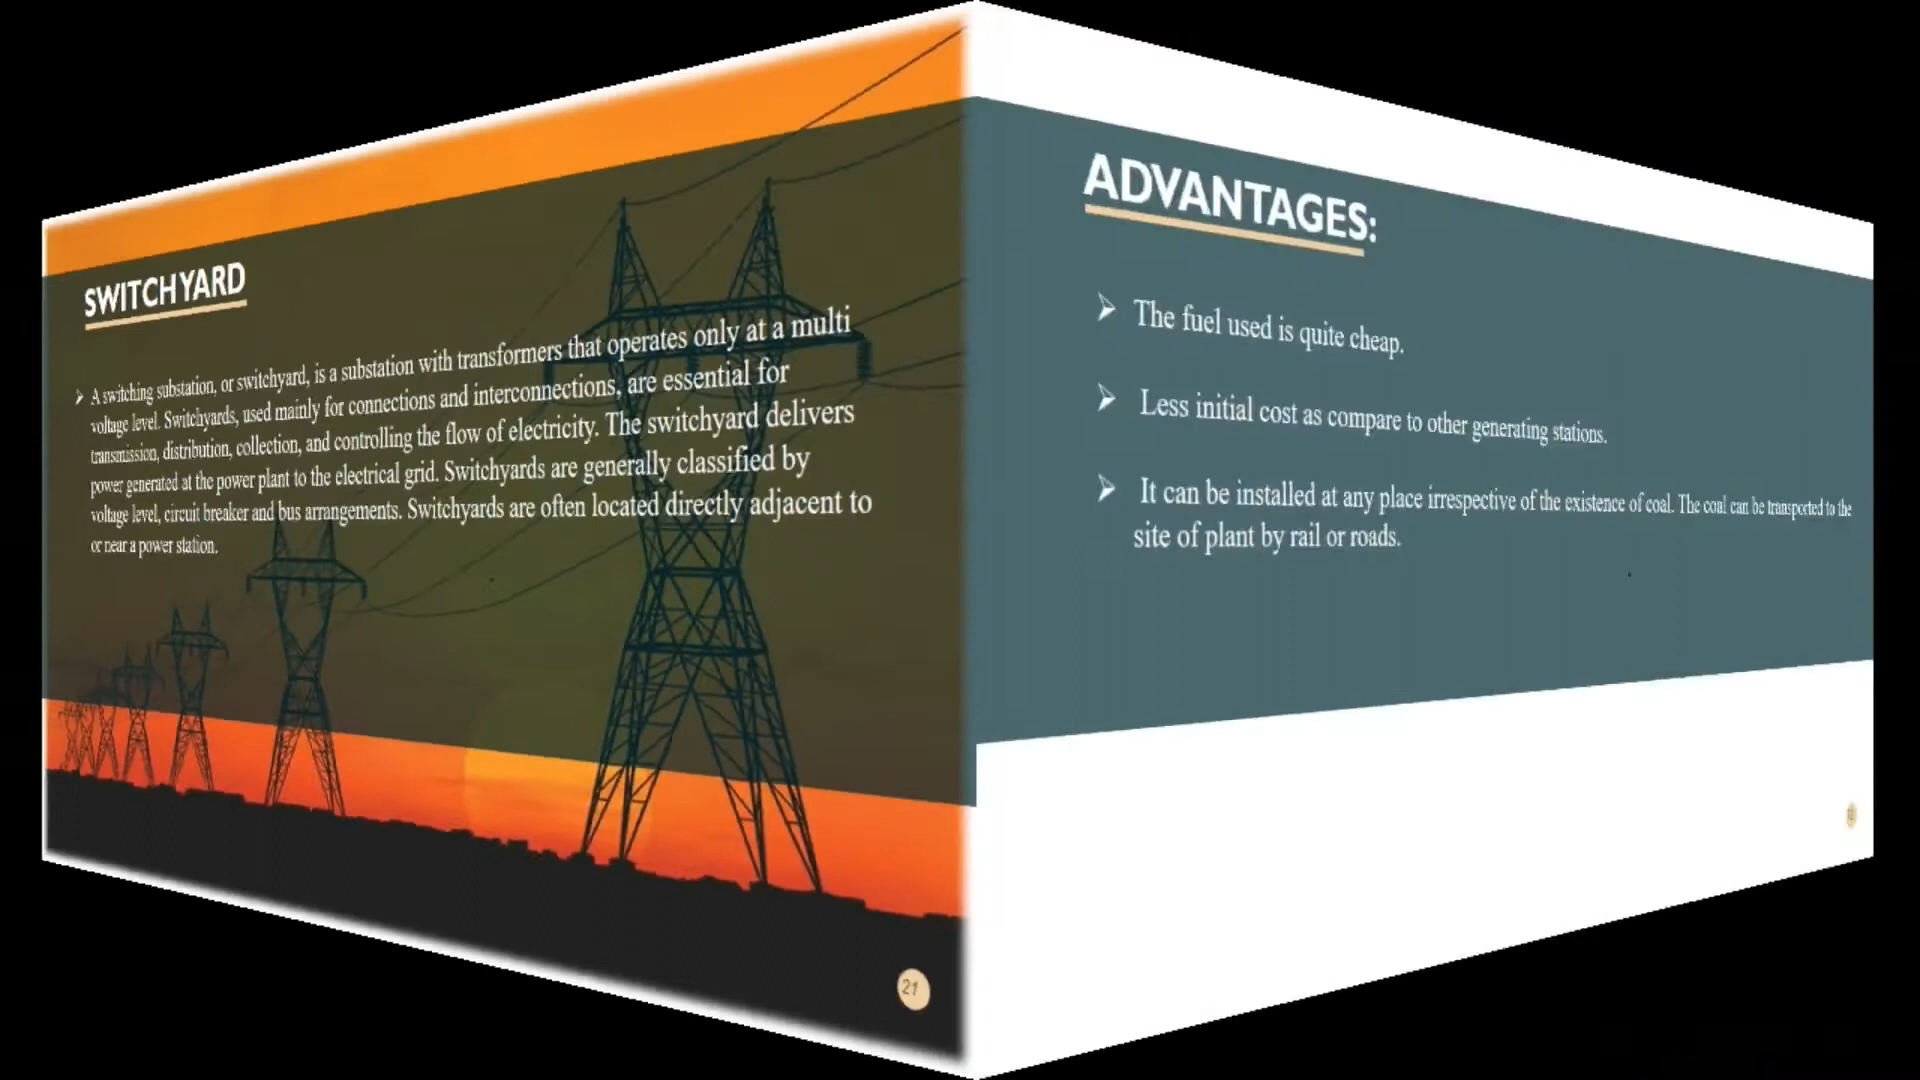 SWITCHYARD
A switching substation, or switchyard, is a substation with transformers that operates only at a multi
voltage level. Switchyards, used mainly for connections and interconnections, are essential for
transmission, distribution, collection, and controlling the flow of electricity. The switchyard delivers
power generated at the power plant to the electrical grid. Switchyards are generally classified by
voltage level, circuit breaker and bus arrangements. Switchyards are often located directly adjacent to
or near a power station.
21
ADVANTAGES:
The fuel used is quite cheap.
Less initial cost as compare to other generating stations.
It can be installed at any place irrespective of the existence of coal. The coal can be transported to the
site of plant by rail or roads.